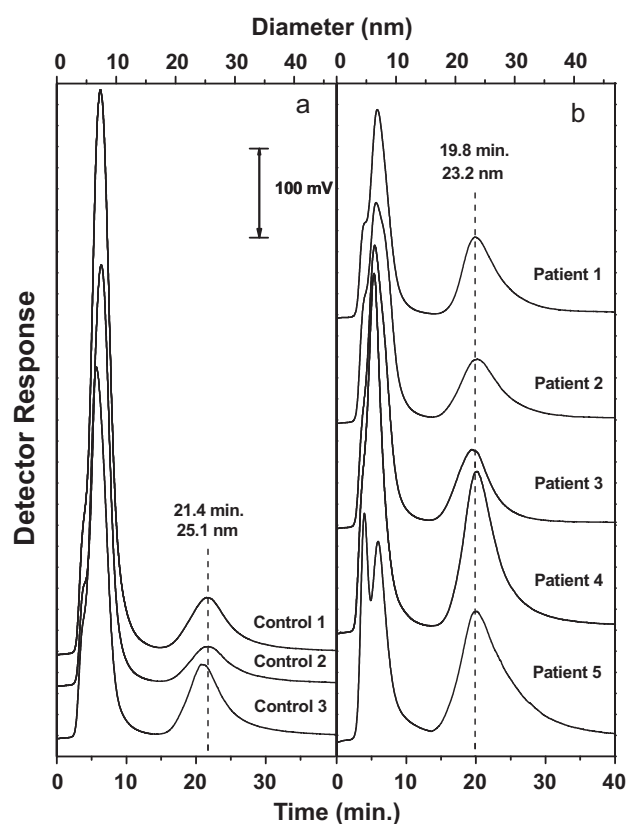 Diameter (nm)
0 10 20 30 40 0 10 20 30 40
a
b
100 mV
19.8 min.
23.2 nm
Patient 1
Patient 2
Patient 3
Patient 4
Patient 5
21.4 min.
25.1 nm
Control 1
Control 2
Control 3
Detector Response
0 10 20 30 0 10 20 30 40
Time (min.)